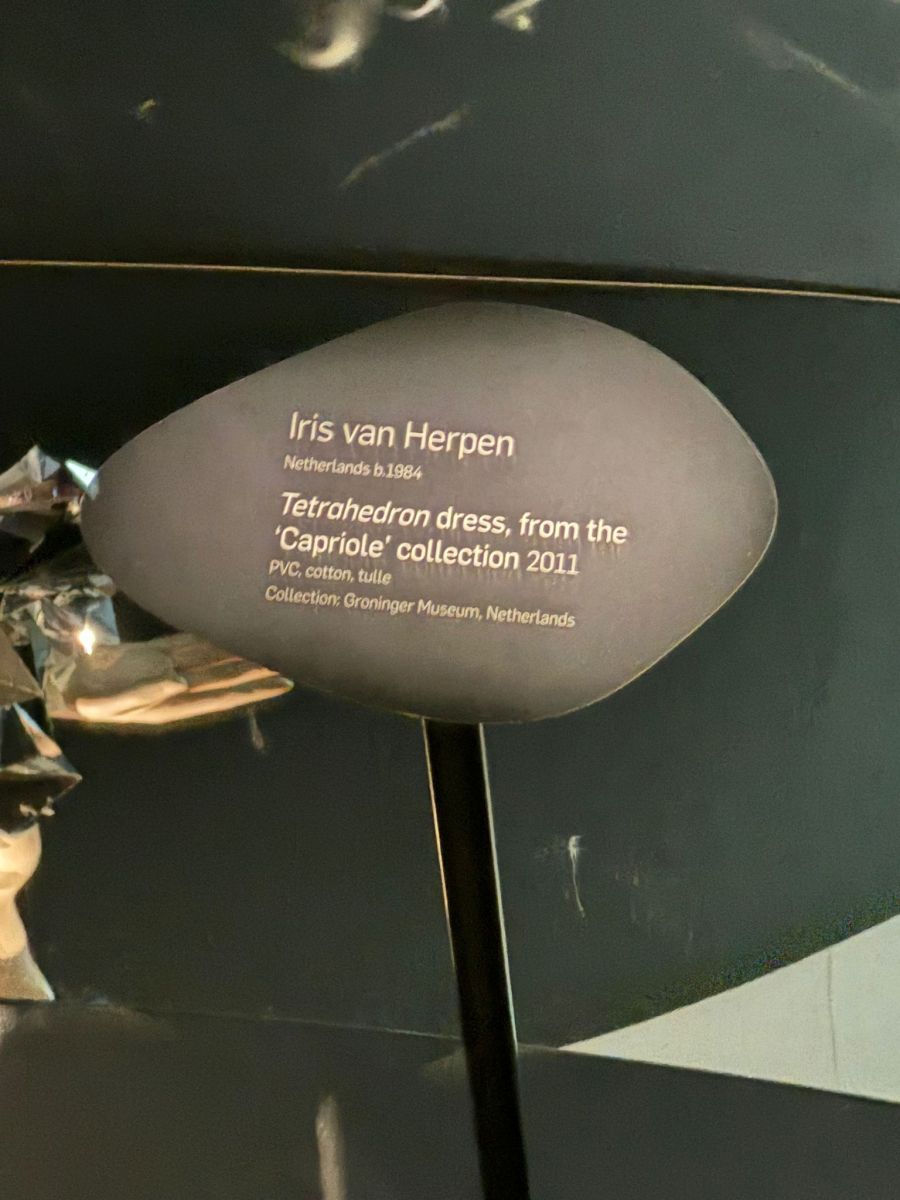 Iris van Herpen
Netherlands b.1984
Tetrahedron dress, from the
‘Capriole’ collection 2011
PVC, cotton, tulle
Collection: Groninger Museum, Netherlands